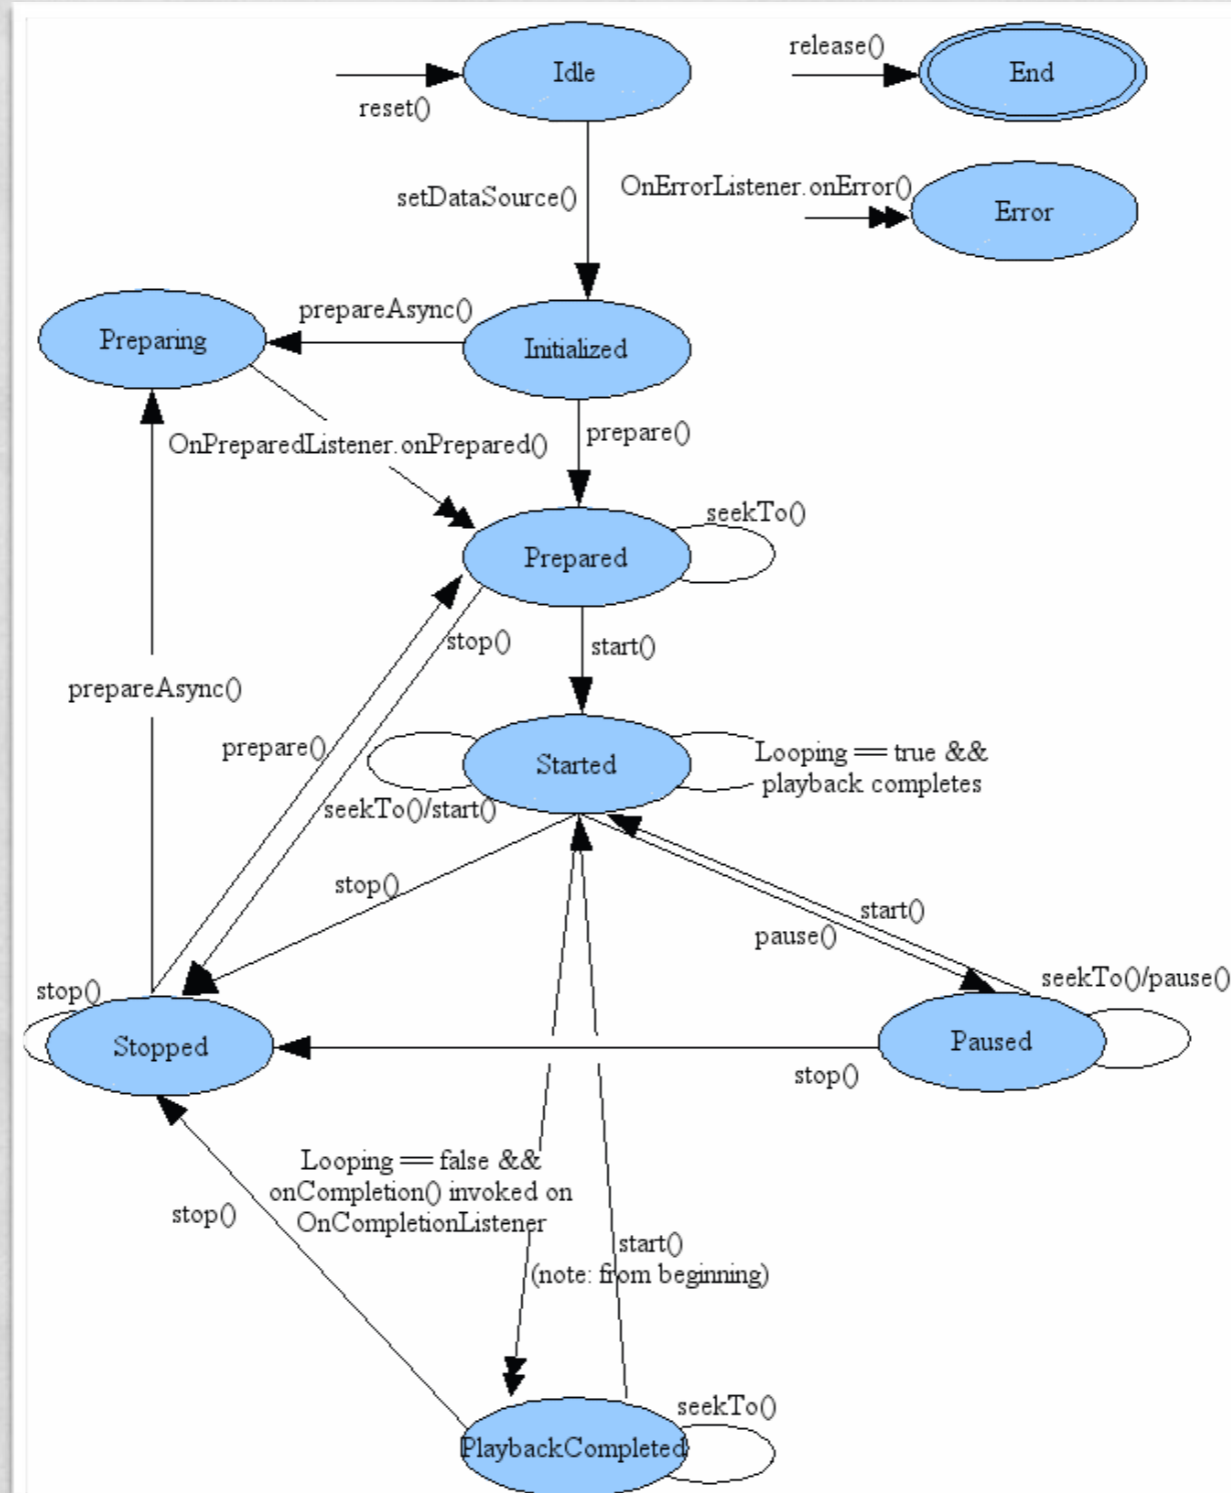 Idle
release()
End
reset()
setDataSource()
OnErrorListener.onError()
Error
Preparing
prepareAsync()
Initialized
OnPreparedListener.onPrepared()
prepare()
seekTo()
Prepared
stop()
start()
prepareAsync()
prepare()
Started
Looping == true &&
playback completes
seekTo()/start()
stop()
start()
pause()
stop()
Stopped
seekTo()/pause()
Paused
stop()
Looping == false &&
onCompletion() invoked on
OnCompletionListener
stop()
start()
(note: from beginning)
seekTo()
PlaybackCompleted